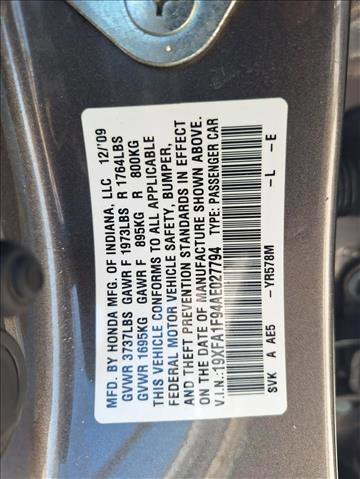 MFD. BY HONDA MFG. OF INDIANA, LLC 12/'09
GVWR 3737LBS GAWR F 1973LBS R 1764LBS
GVWR 1695KG GAWR F 895KG R 800KG
THIS VEHICLE CONFORMS TO ALL APPLICABLE
FEDERAL MOTOR VEHICLE SAFETY, BUMPER,
AND THEFT PREVENTION STANDARDS IN EFFECT
ON THE DATE OF MANUFACTURE SHOWN ABOVE.
V.I.N.:19XFA1F94AE027794 TYPE: PASSENGER CAR
SVK A AE5 -YR578M -L -E